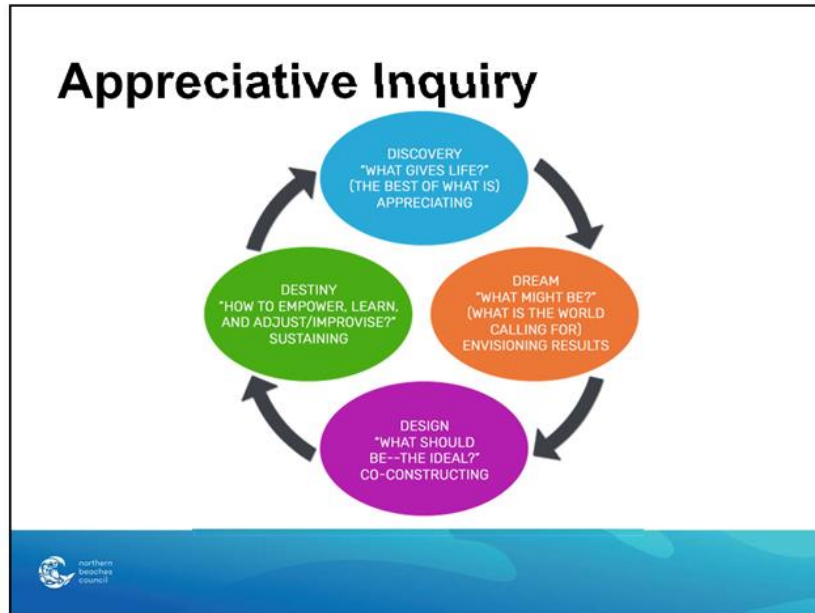 Appreciative Inquiry
DISCOVERY
"WHAT GIVES LIFE?"
(THE BEST OF WHAT IS)
APPRECIATING
DREAM
"WHAT MIGHT BE?"
(WHAT IS THE WORLD
CALLING FOR)
ENVISIONING RESULTS
DESIGN
"WHAT SHOULD
BE--THE IDEAL?"
CO-CONSTRUCTING
DESTINY
"HOW TO EMPOWER, LEARN,
AND ADJUST/IMPROVISE?"
SUSTAINING
northern
beaches
council